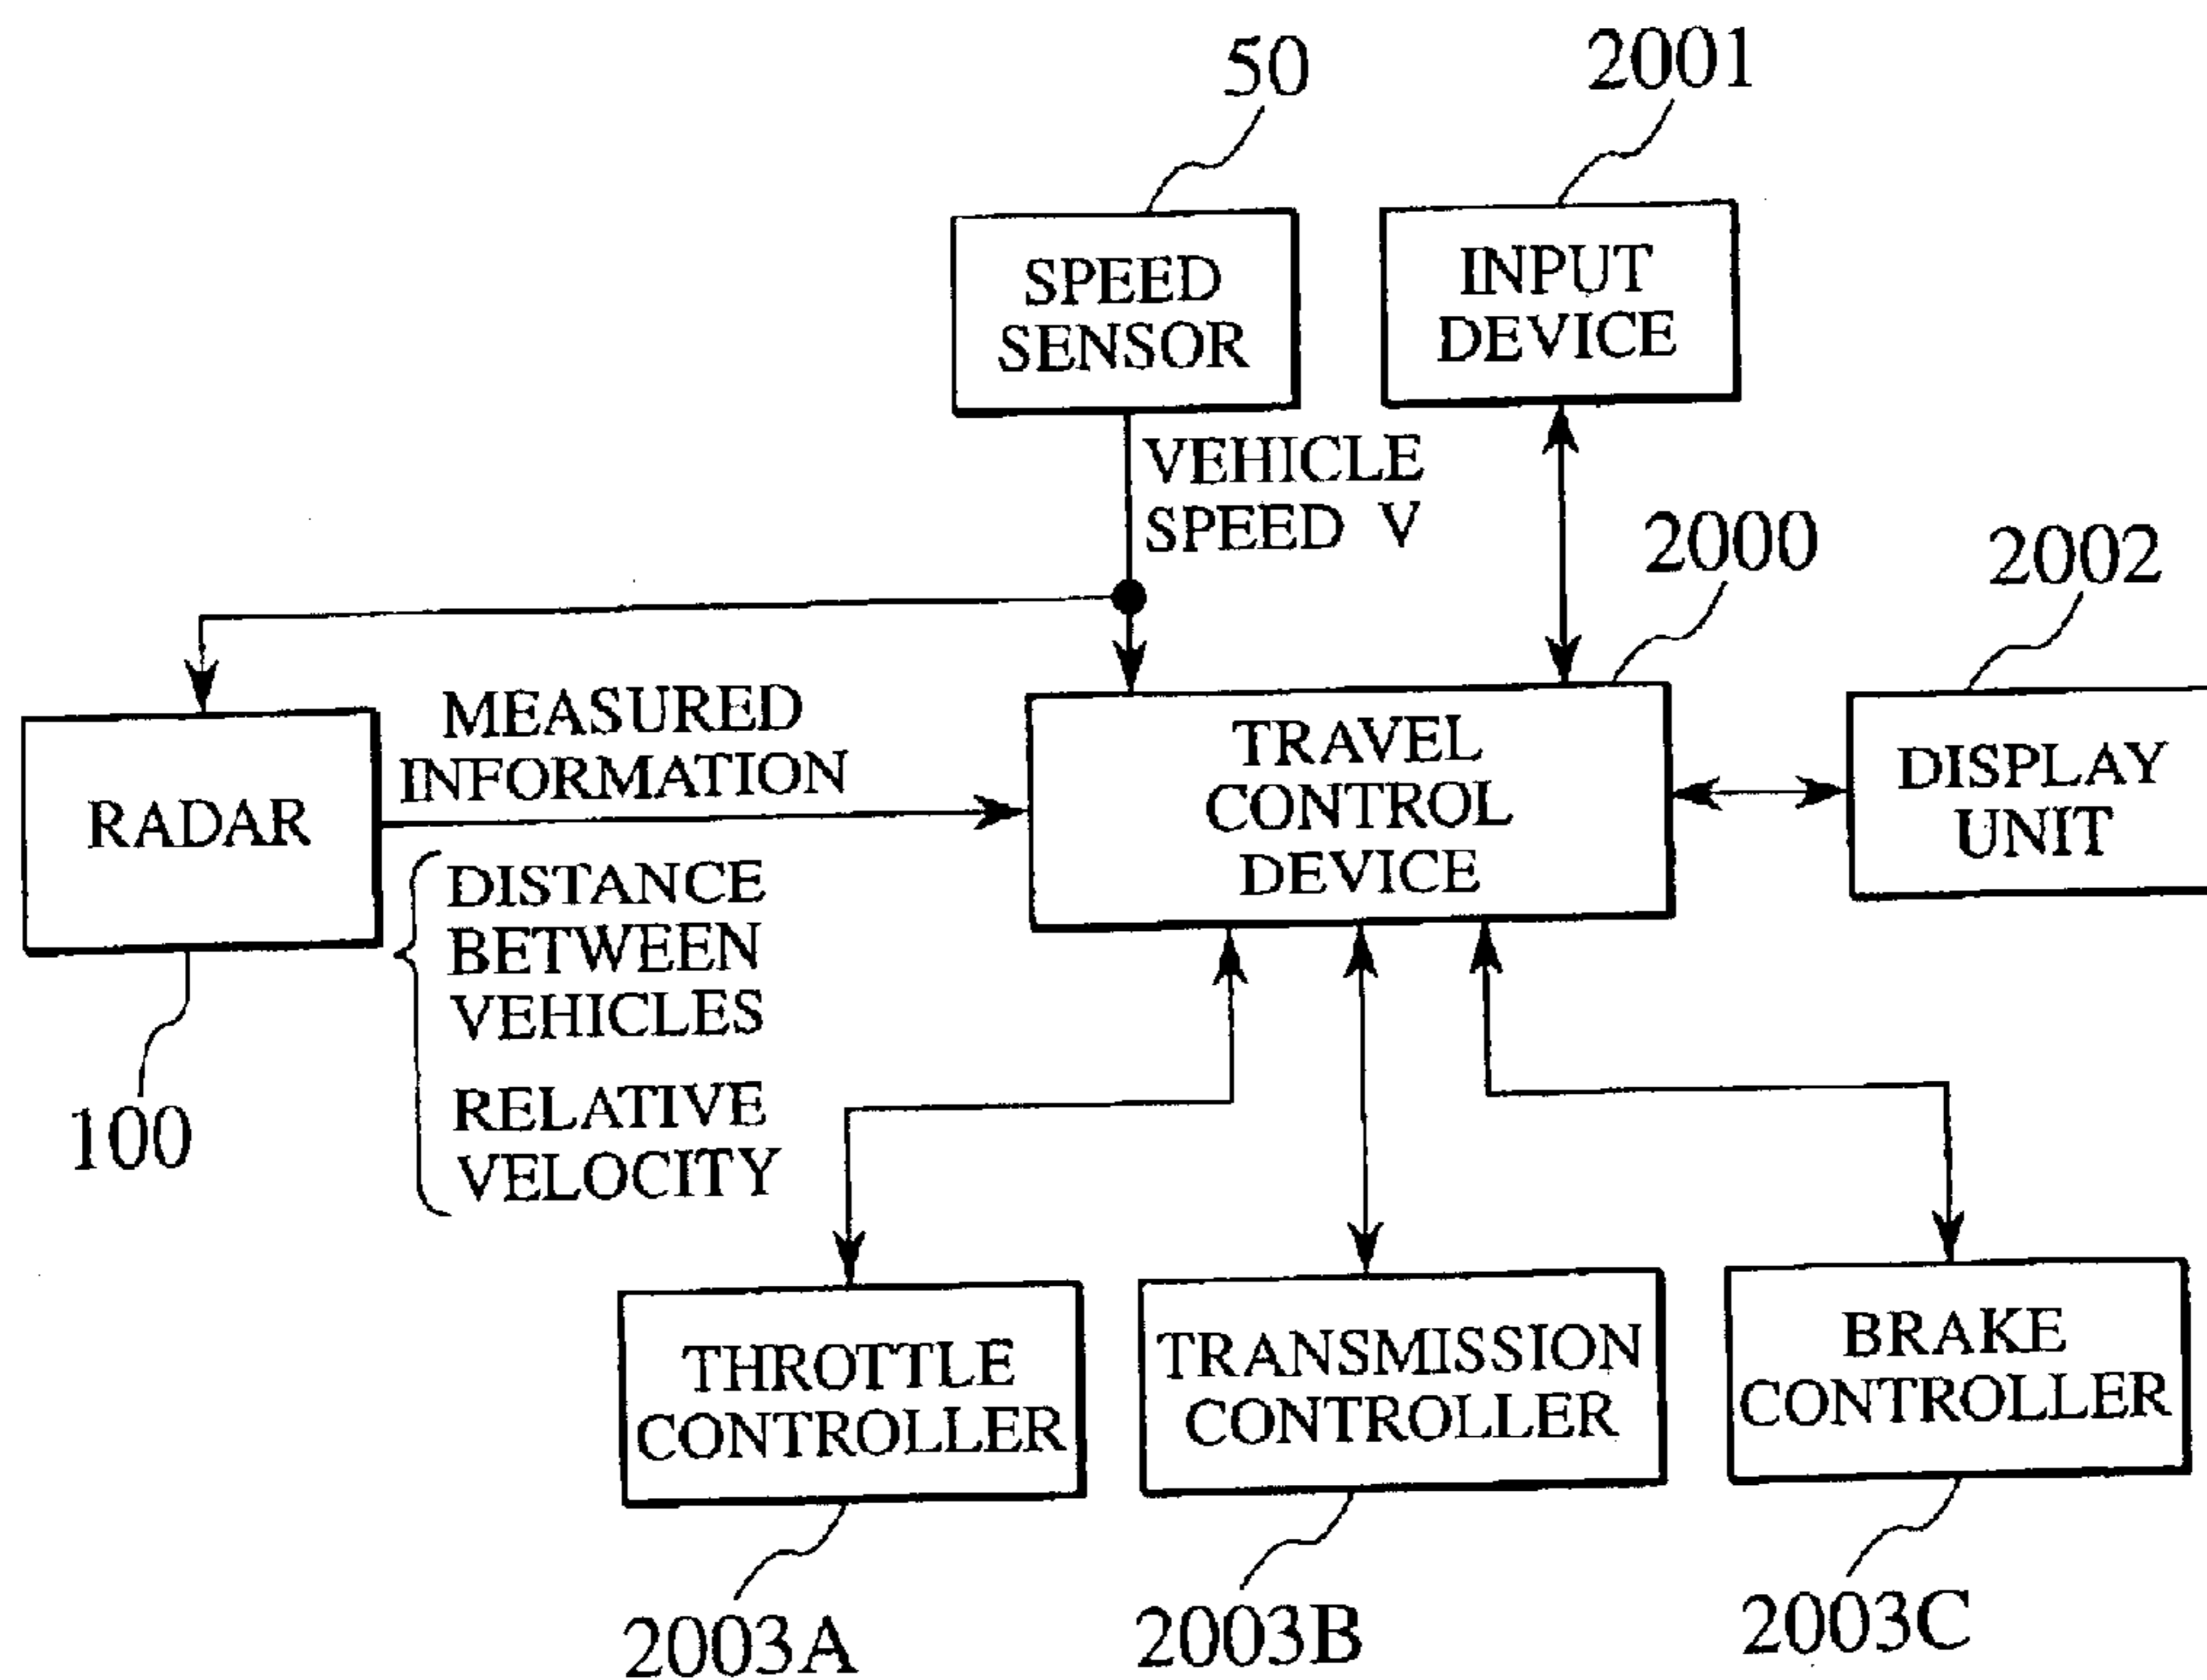 50
2001
SPEED
SENSOR
INPUT
DEVICE
VEHICLE
SPEED V
2000
2002
MEASURED
INFORMATION
RADAR
TRAVEL
CONTROL
DEVICE
DISPLAY
UNIT
DISTANCE
BETWEEN
VEHICLES
RELATIVE
VELOCITY
100
THROTTLE
CONTROLLER
TRANSMISSION
CONTROLLER
BRAKE
CONTROLLER
2003A
2003B
2003C